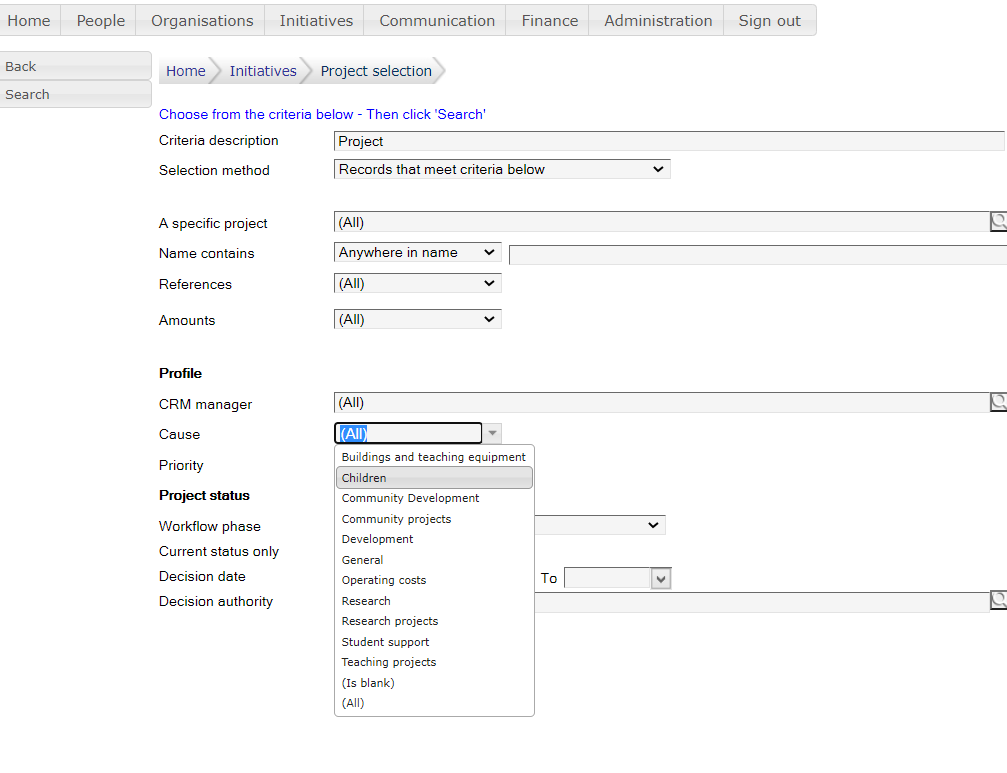 Home People Organisations Initiatives Communication Finance Administration Sign out
Back
Search
Home Initiatives Project selection
Choose from the criteria below - Then click 'Search'
Criteria description Project
Selection method Records that meet criteria below
A specific project (All)
Name contains Anywhere in name
References (All)
Amounts (All)
Profile
CRM manager (All)
Cause (All)
Buildings and teaching equipment
Priority
Children
Project status
Community Development
Workflow phase
Community projects
Current status only
Development
General
Decision date
Operating costs
To
Decision authority
Research
Research projects
Student support
Teaching projects
(Is blank)
(All)